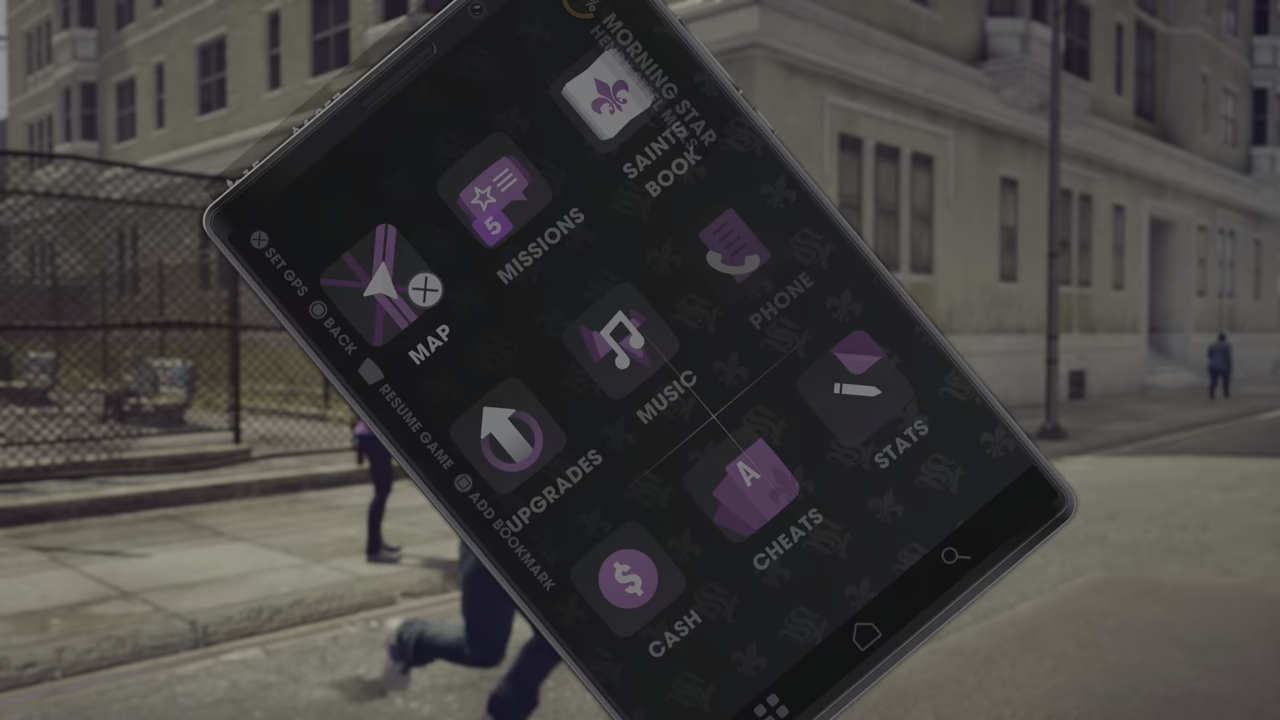 %
MORNING STAR
SAINTS
BOOK
5
MISSIONS
PHONE
MAP
MUSIC
A
STATS
UPGRADES
CHEATS
$
CASH
SET GPS
BACK
RESUME GAME
ADD BOOKMARK